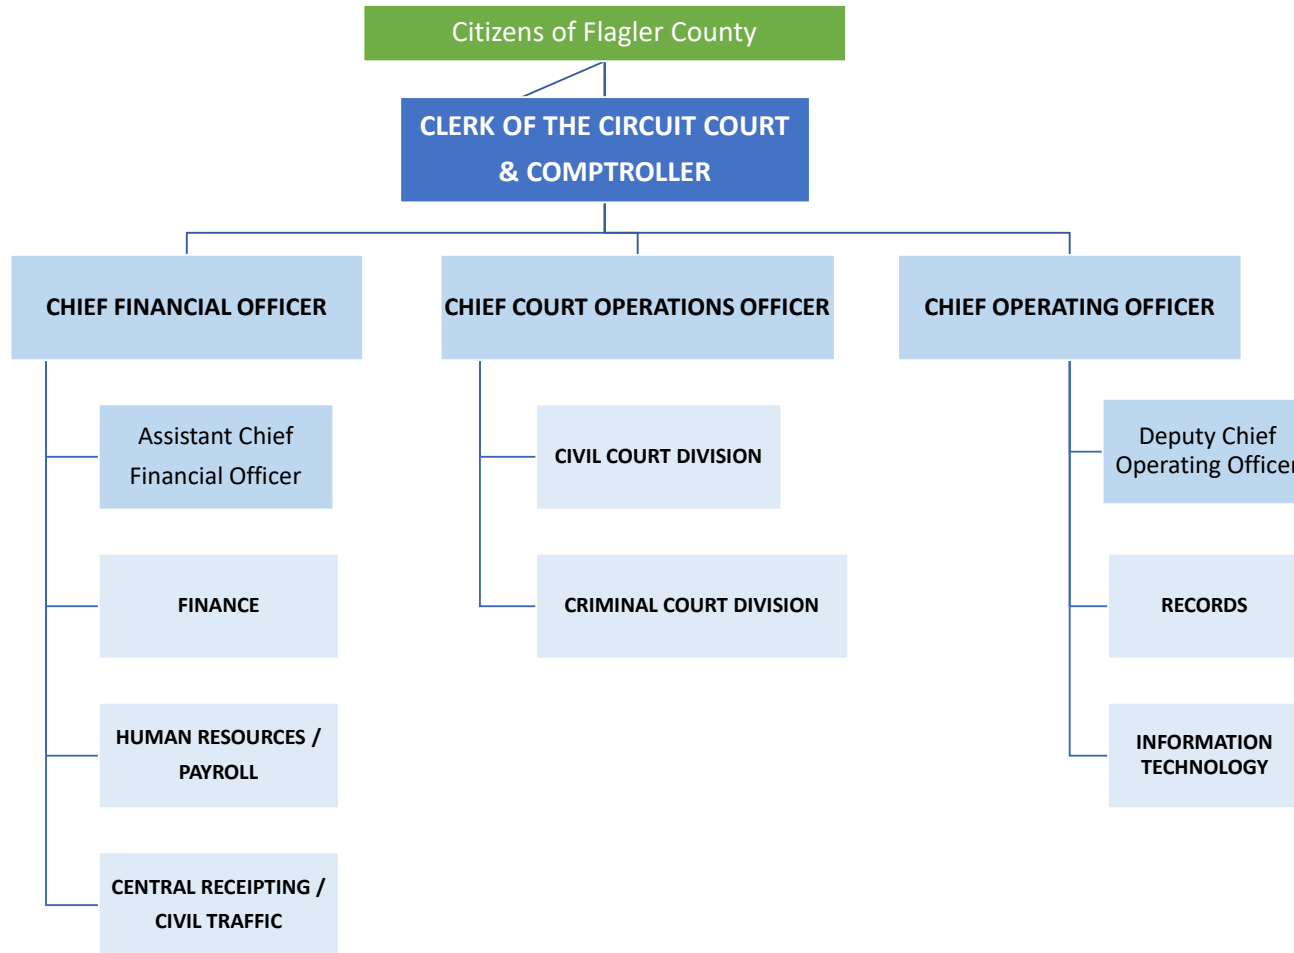 Citizens of Flagler County
CLERK OF THE CIRCUIT COURT
& COMPTROLLER
CHIEF FINANCIAL OFFICER
CHIEF COURT OPERATIONS OFFICER
CHIEF OPERATING OFFICER
Assistant Chief
Financial Officer
FINANCE
HUMAN RESOURCES /
PAYROLL
CENTRAL RECEIPTING /
CIVIL TRAFFIC
CIVIL COURT DIVISION
CRIMINAL COURT DIVISION
Deputy Chief
Operating Officer
RECORDS
INFORMATION
TECHNOLOGY